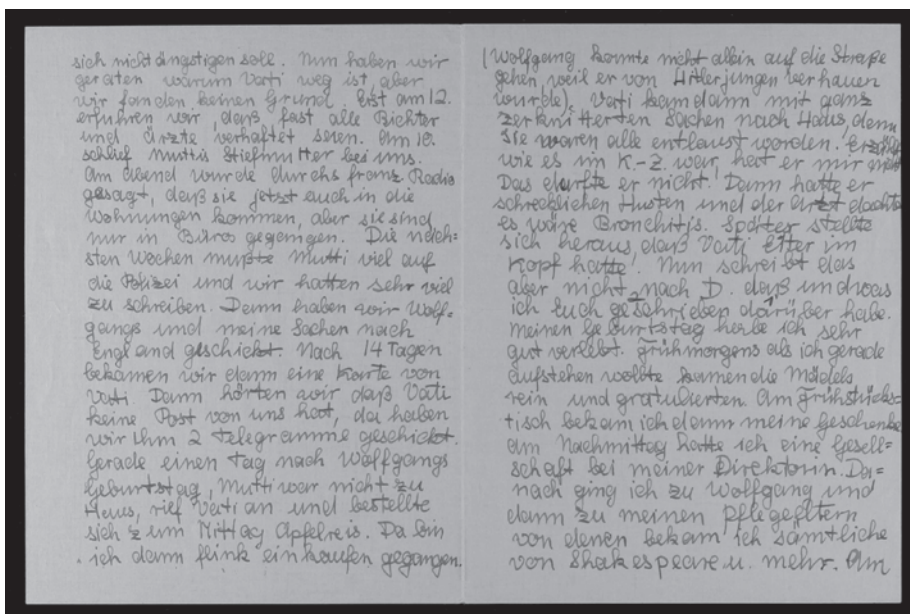 sich nicht ängstigen soll. Nun haben wir
geraten warum Vati weg ist aber
wir fanden keinen Grund. Erst am 12.
erfuhren wir, daß fast alle Richter
und Ärzte verhaftet seien. Am 10.
schlief Muttis Stiefmutter bei uns.
Am abend wurde durchs franz. Radio
gesagt, daß sie jetzt auch in die
Wohnungen kommen, aber sie sind
nur in Büros gegangen. Die näch=
sten Wochen mußte Mutti viel auf
die Polizei und wir hatten sehr viel
zu schreiben. Dann haben wir Wolf=
gangs und meine Sachen nach
England geschickt. Nach 14 Tagen
bekamen wir dann eine Karte von
Vati. Dann hörten wir daß Vati
keine Post von uns hat, da haben
wir ihm 2 Telegramme geschickt.
Gerade einen Tag nach Wolfgangs
Geburtstag, Mutti war nicht zu
Haus, rief Vati an und bestellte
sich zum Mittag Apfelreis. Da bin
ich dann flink einkaufen gegangen.
(Wolfgang konnte nicht allein auf die Straße
gehen weil er von Hitlerjungen verhauen
wurde). Vati kam dann mit ganz
zerknitterten Sachen nach Haus, denn
sie waren alle entlaust worden. Erzählt
wie es im K-Z. war, hat er mir nicht
Das durfte er nicht! Dann hatte er
schrecklichen Husten und der Arzt dachte
es wäre Bronchitis. Später stellte
sich heraus daß Vati Eiter im
Kopf hatte! Nun schreibt das
aber nicht nach D. daß und was
ich Euch geschrieben darüber habe.
Meinen Geburtstag habe ich sehr
gut verlebt. Frühmorgens als ich gerade
aufstehen wollte kamen die Mädels
rein und gratulierten. Am Frühstücks=
tisch bekam ich dann meine Geschenke
am Nachmittag hatte ich eine Gesell=
schaft bei meiner Direktorin. Da=
nach ging ich zu Wolfgang und
dann zu meinen Pflegeeltern
von denen bekam ich sämtliche
von Shakespeare u. mehr. Am